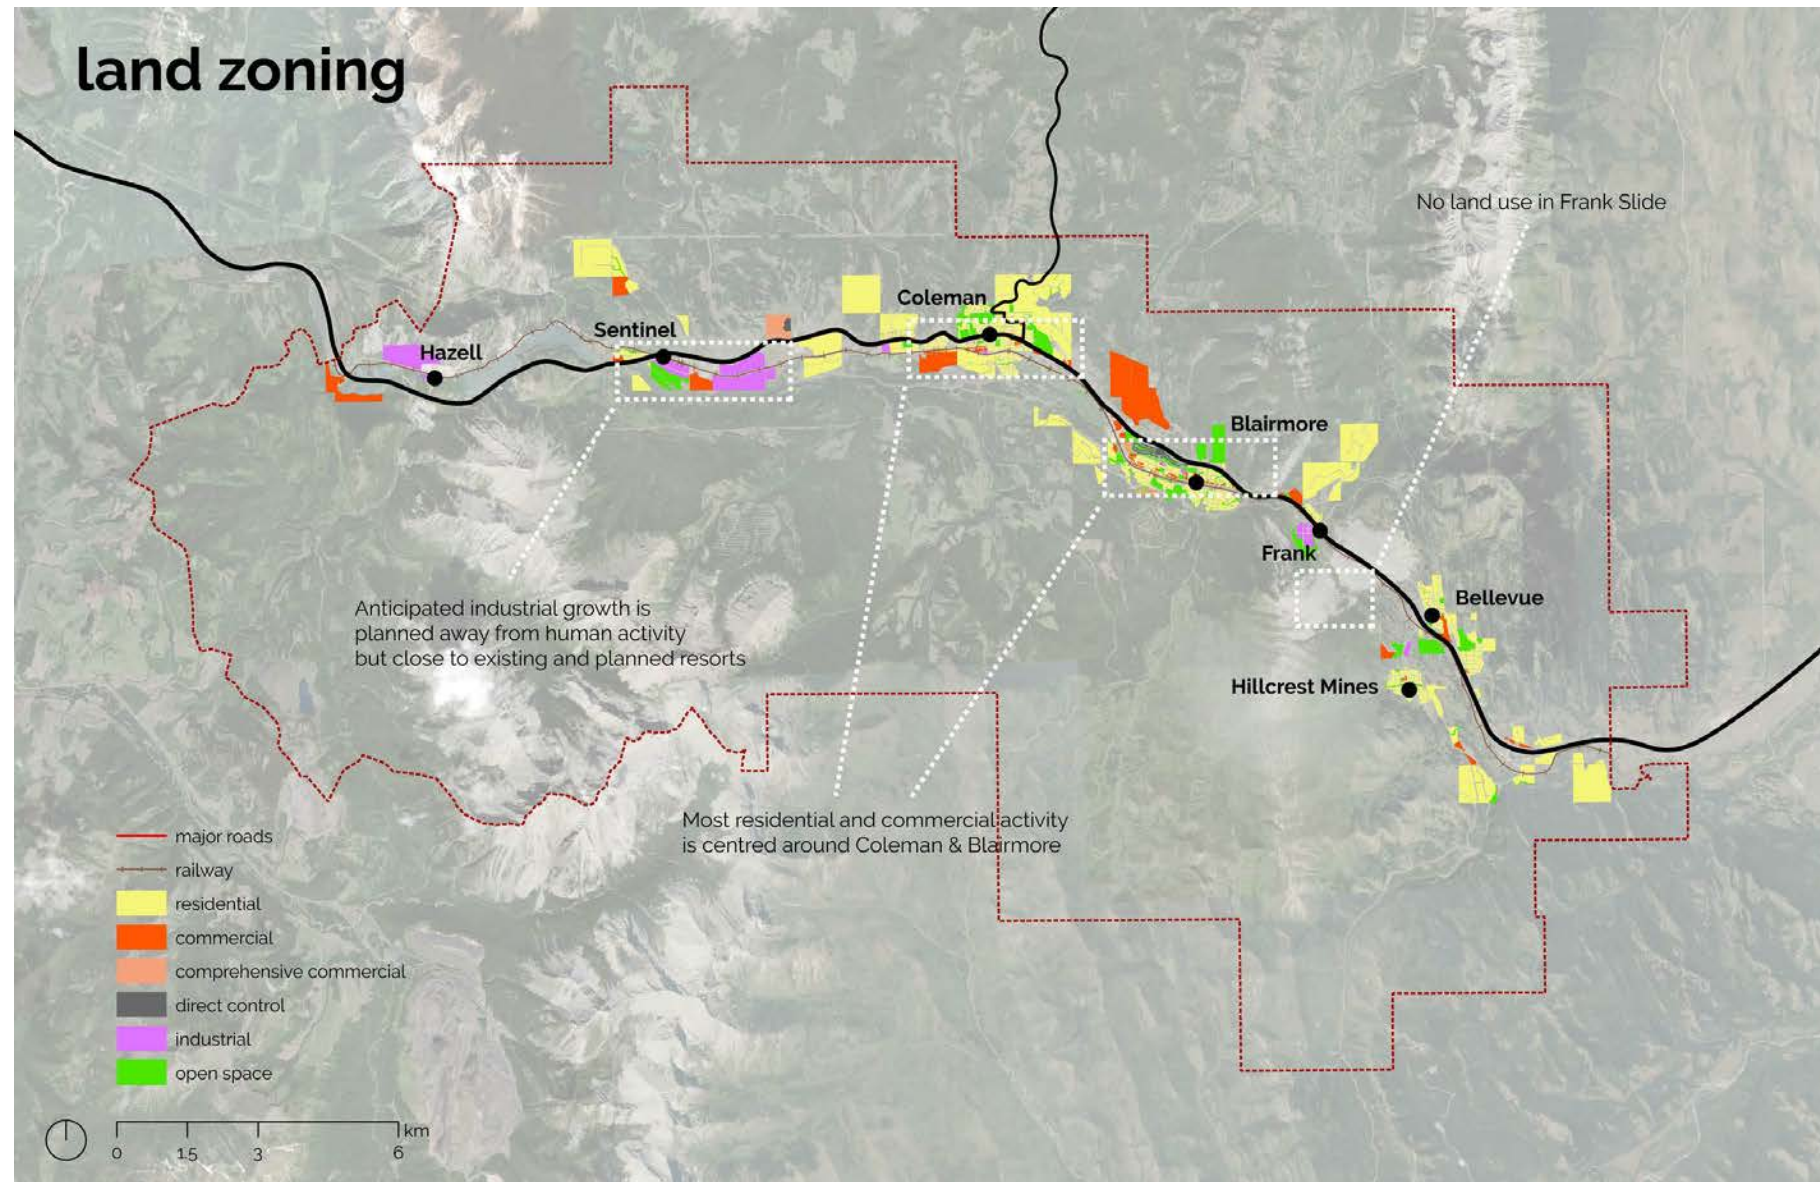 land zoning
No land use in Frank Slide
Coleman
Sentinel
Hazell
Blairmore
Frank
Bellevue
Hillcrest Mines
Anticipated industrial growth is
planned away from human activity
but close to existing and planned resorts
Most residential and commercial activity
is centred around Coleman & Blairmore
major roads
railway
residential
commercial
comprehensive commercial
direct control
industrial
open space
km
0 1.5 3 6